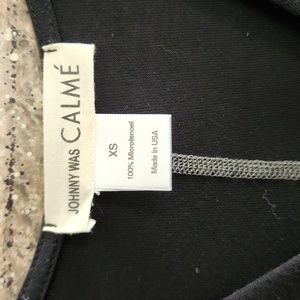 JOHNNY WAS
CALMÉ
XS
100% Microtencel
Made in USA